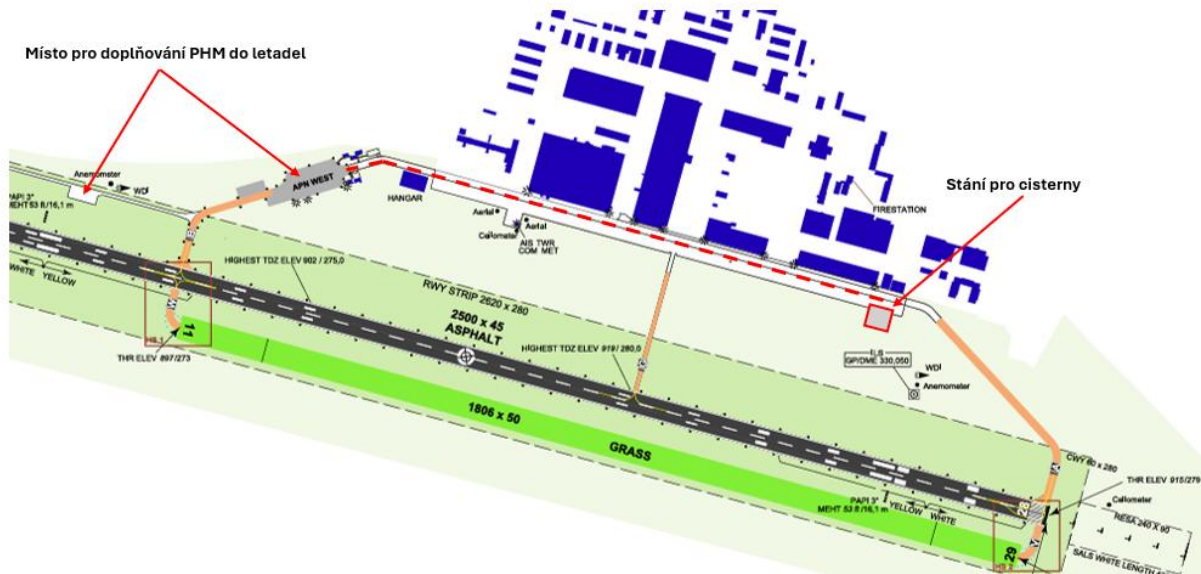 Místo pro doplňování PHM do letadel
Stání pro cisterny
APN WEST
Anemometer
WDI
PAPI 3°
MEHT 53 ft/16,1 m
HANGAR
Aerial
Aerial
Ceilometer
AIS TWR
COM MET
FIRESTATION
WHITE
YELLOW
HIGHEST TDZ ELEV 902 / 275,0
RWY STRIP 2620 x 280
2500 x 45
ASPHALT
HS 1
11
THR ELEV 897/273
HIGHEST TDZ ELEV 919 / 280,0
ILS
GP/DME 330,050
WDI
Anemometer
1806 x 50
GRASS
CWY 60 x 280
THR ELEV 915/279
Ceilometer
PAPI 3°
MEHT 53 ft/16,1 m
YELLOW
WHITE
RESA 240 X 90
29
HS 2
SALS WHITE LENGTH